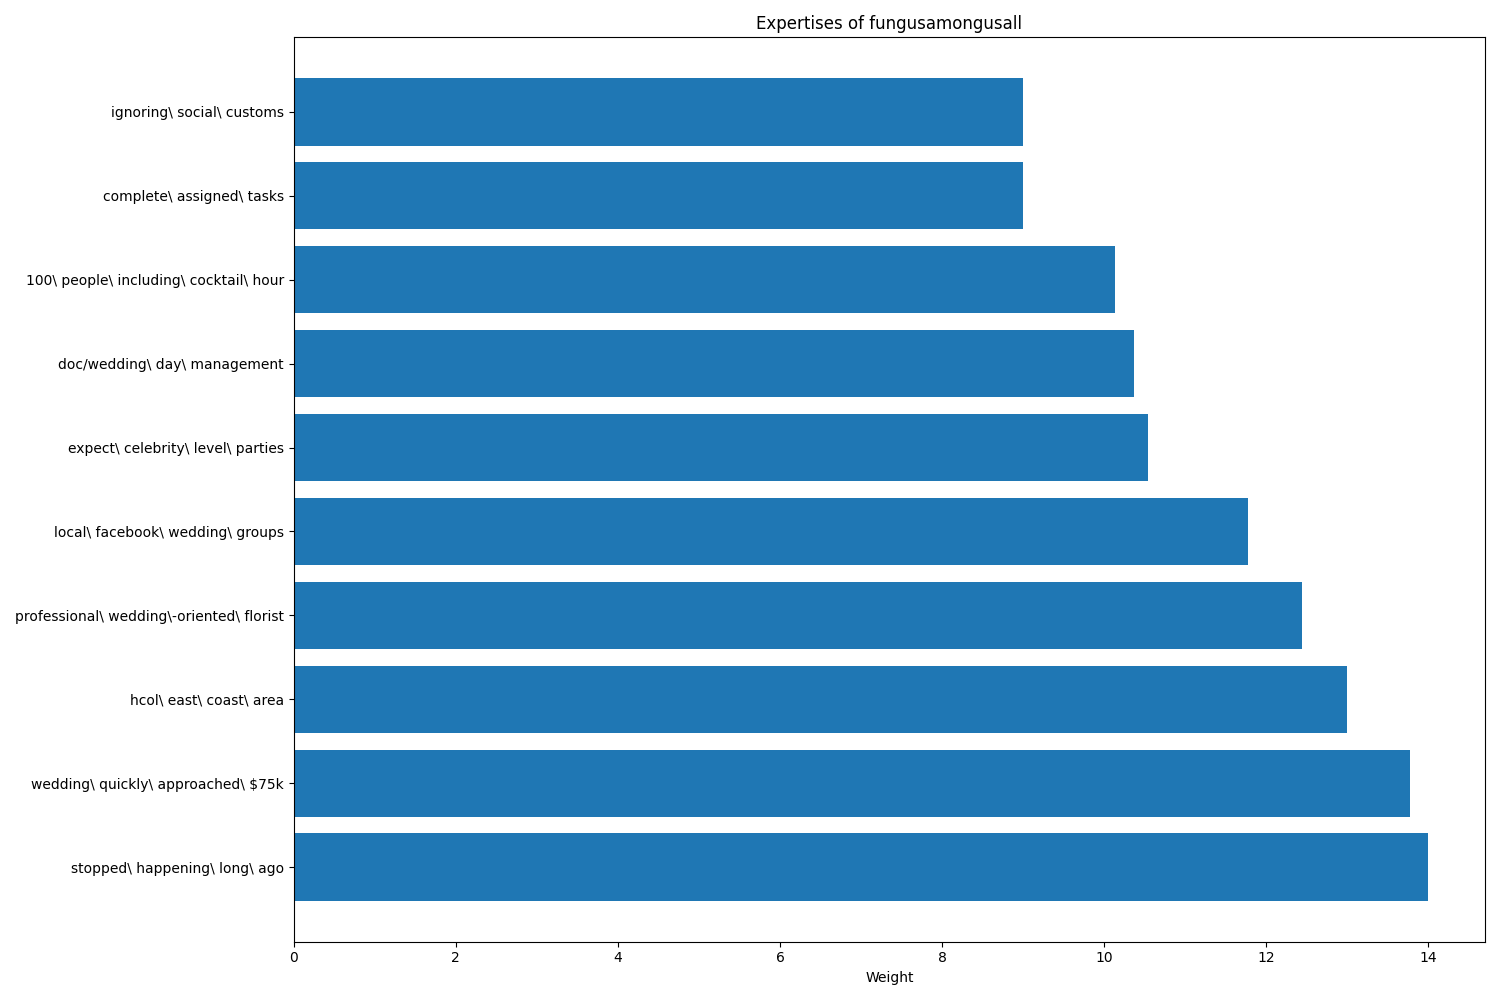 Expertises of fungusamongusall
ignoring\ social\ customs
complete\ assigned\ tasks
100\ people\ including\ cocktail\ hour
doc/wedding\ day\ management
expect\ celebrity\ level\ parties
local\ facebook\ wedding\ groups
professional\ wedding\-oriented\ florist
hcol\ east\ coast\ area
wedding\ quickly\ approached\ $75k
stopped\ happening\ long\ ago
0 2 4 6 8 10 12 14
Weight